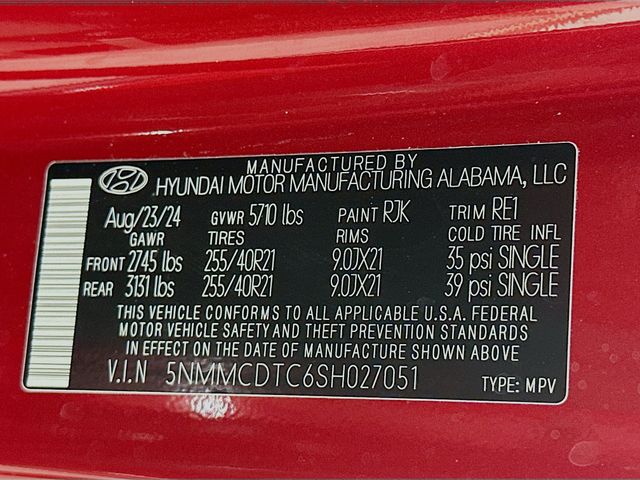 MANUFACTURED BY
HYUNDAI MOTOR MANUFACTURING ALABAMA, LLC
Aug/23/24 GVWR 5710 lbs PAINT RJK TRIM RE1
GAWR TIRES RIMS COLD TIRE INFL
FRONT 2745 lbs 255/40R21 9.0JX21 35 psi SINGLE
REAR 3131 lbs 255/40R21 9.0JX21 39 psi SINGLE
THIS VEHICLE CONFORMS TO ALL APPLICABLE U.S.A. FEDERAL
MOTOR VEHICLE SAFETY AND THEFT PREVENTION STANDARDS
IN EFFECT ON THE DATE OF MANUFACTURE SHOWN ABOVE
V.I.N 5NMMCDTC6SH027051 TYPE: MPV